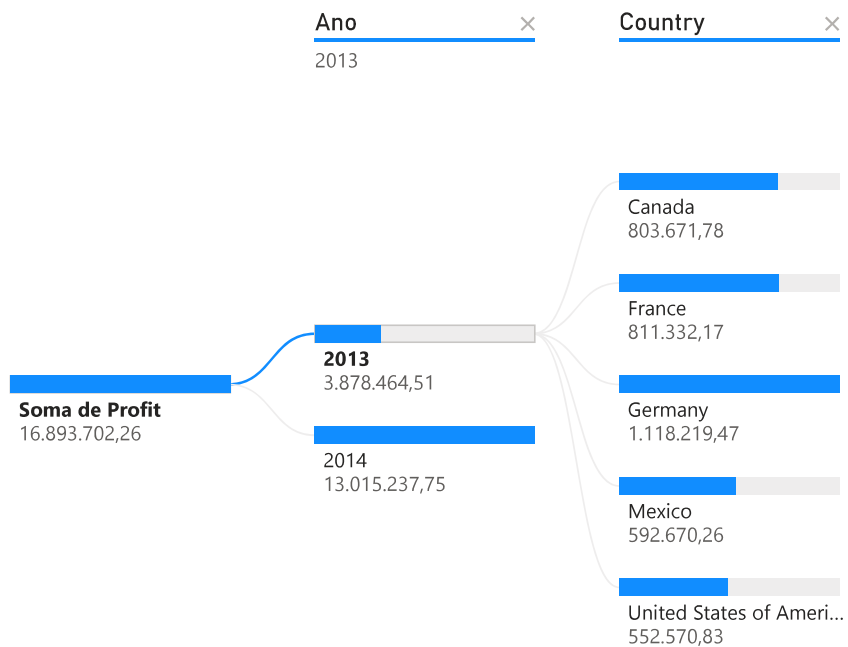 Ano
2013
Country
Soma de Profit
16.893.702,26
2013
3.878.464,51
2014
13.015.237,75
Canada
803.671,78
France
811.332,17
Germany
1.118.219,47
Mexico
592.670,26
United States of Ameri...
552.570,83